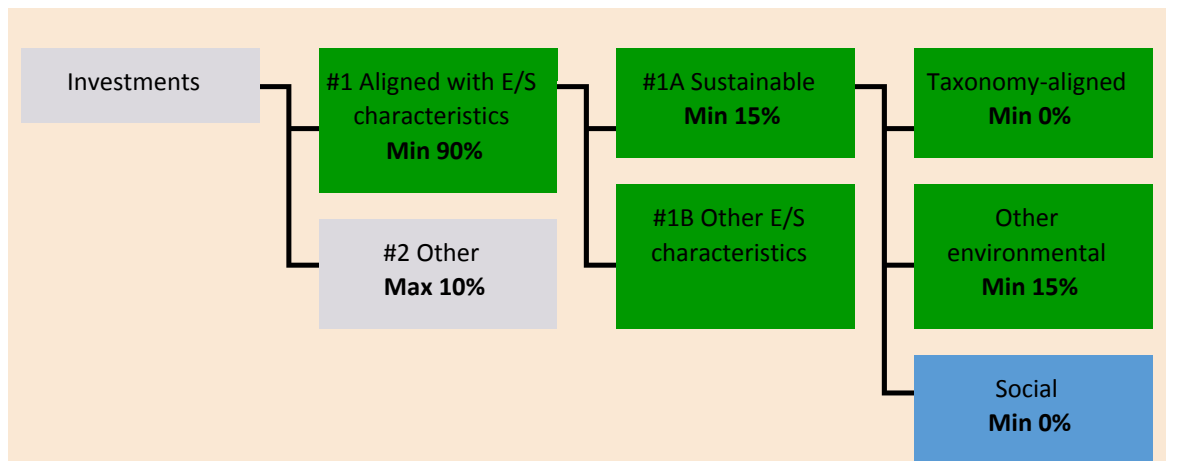 Investments
#1 Aligned with E/S
characteristics
Min 90%
#2 Other
Max 10%
#1A Sustainable
Min 15%
#1B Other E/S
characteristics
Taxonomy-aligned
Min 0%
Other
environmental
Min 15%
Social
Min 0%